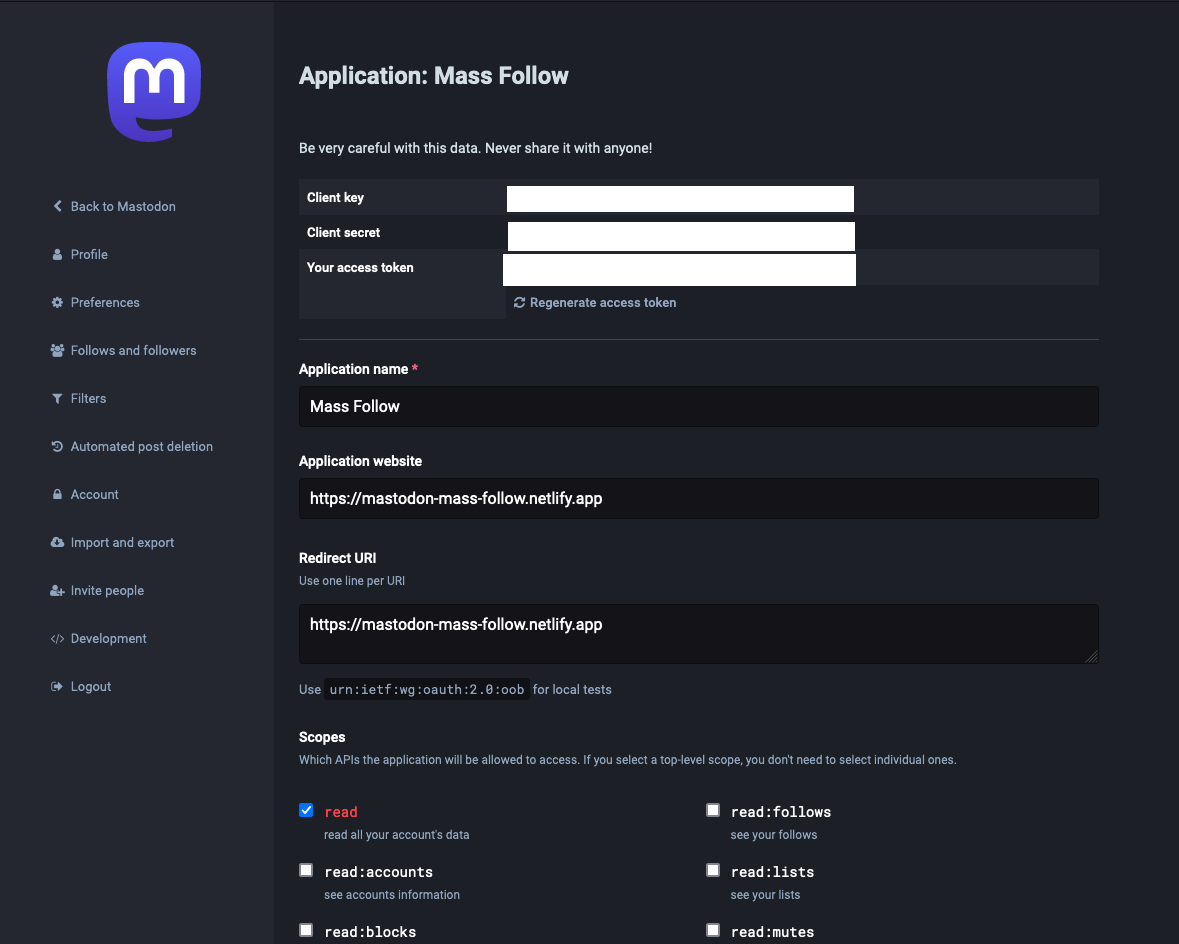 Application: Mass Follow
Be very careful with this data. Never share it with anyone!
Back to Mastodon
Profile
Preferences
Follows and followers
Filters
Automated post deletion
Account
Import and export
Invite people
Development
Logout
Client key
Client secret
Your access token
Regenerate access token
Application name *
Mass Follow
Application website
https://mastodon-mass-follow.netlify.app
Redirect URI
Use one line per URI
https://mastodon-mass-follow.netlify.app
Use urn:ietf:wg:oauth:2.0:oob for local tests
Scopes
Which APIs the application will be allowed to access. If you select a top-level scope, you don't need to select individual ones.
read
read all your account's data
read:follows
see your follows
read:accounts
see accounts information
read:lists
see your lists
read:blocks
read:mutes